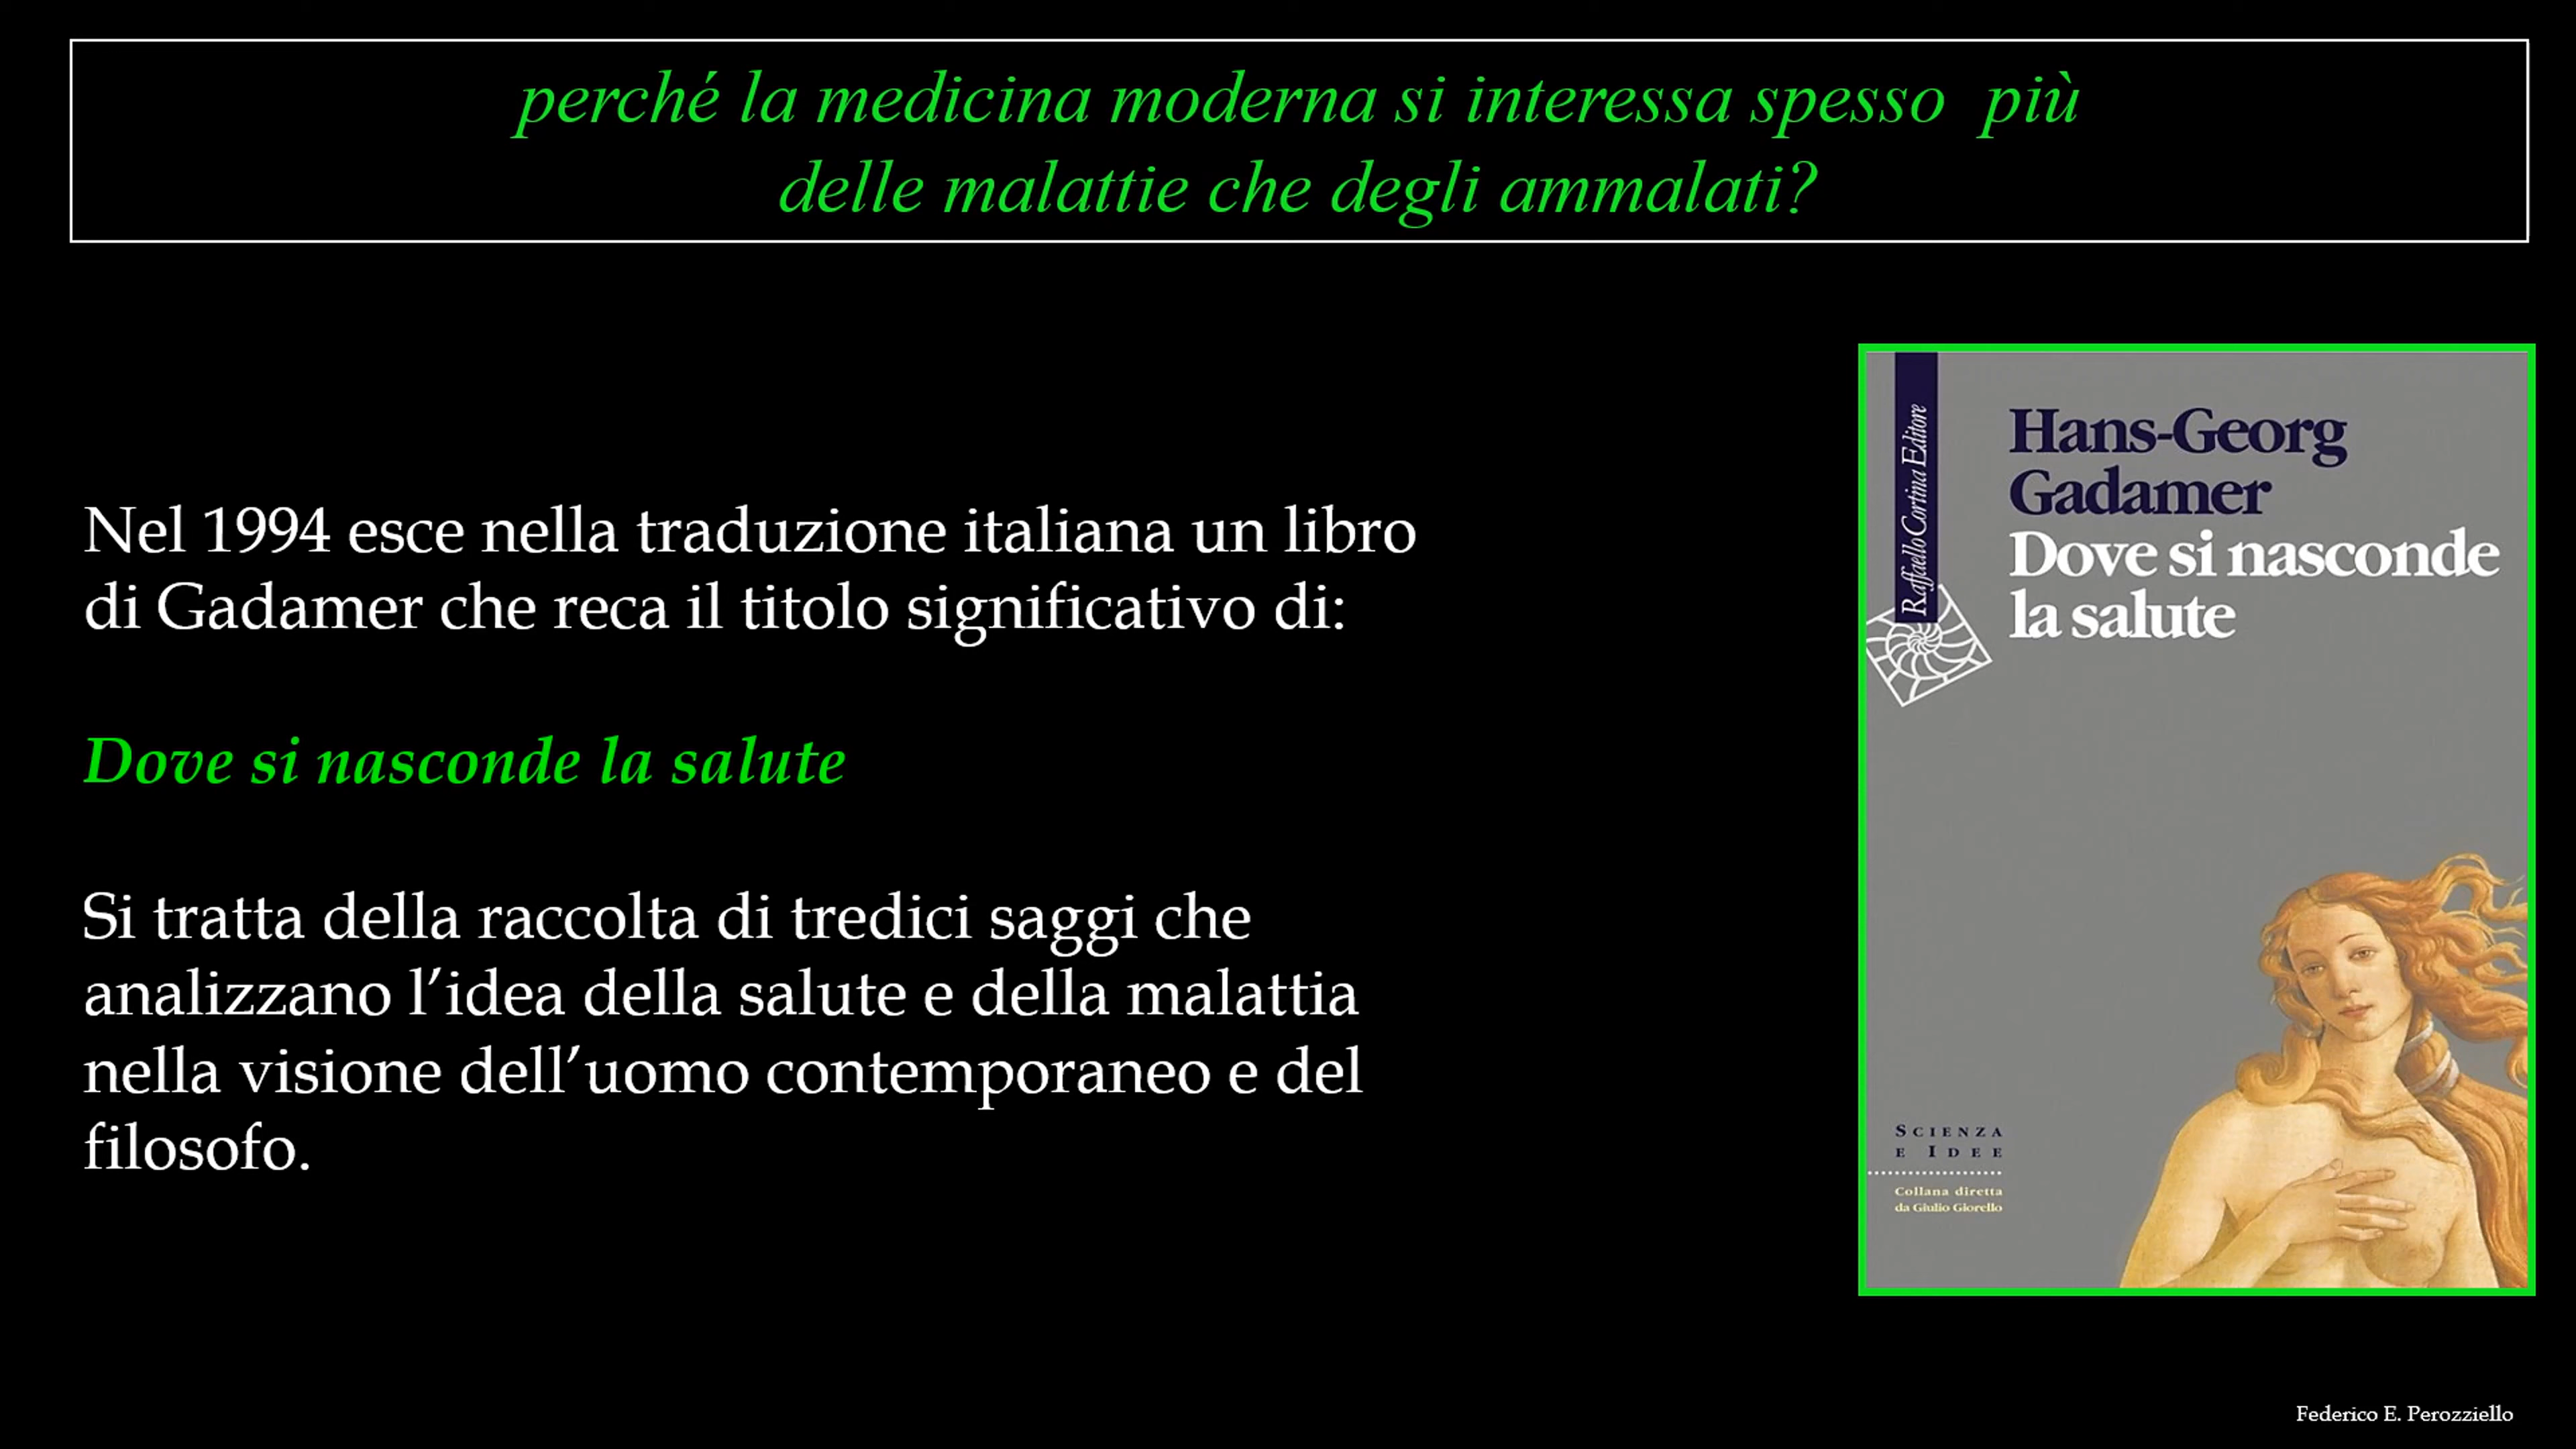 perché la medicina moderna si interessa spesso  più
delle malattie che degli ammalati?
Nel 1994 esce nella traduzione italiana un libro
di Gadamer che reca il titolo significativo di:
Dove si nasconde la salute
Si tratta della raccolta di tredici saggi che
analizzano l’idea della salute e della malattia
nella visione dell’uomo contemporaneo e del
filosofo.
Raffaello Cortina Editore
Hans-Georg
Gadamer
Dove si nasconde
la salute
SCIENZA
E IDEE
Collana diretta
da Giulio Giorello
Federico E. Perozziello